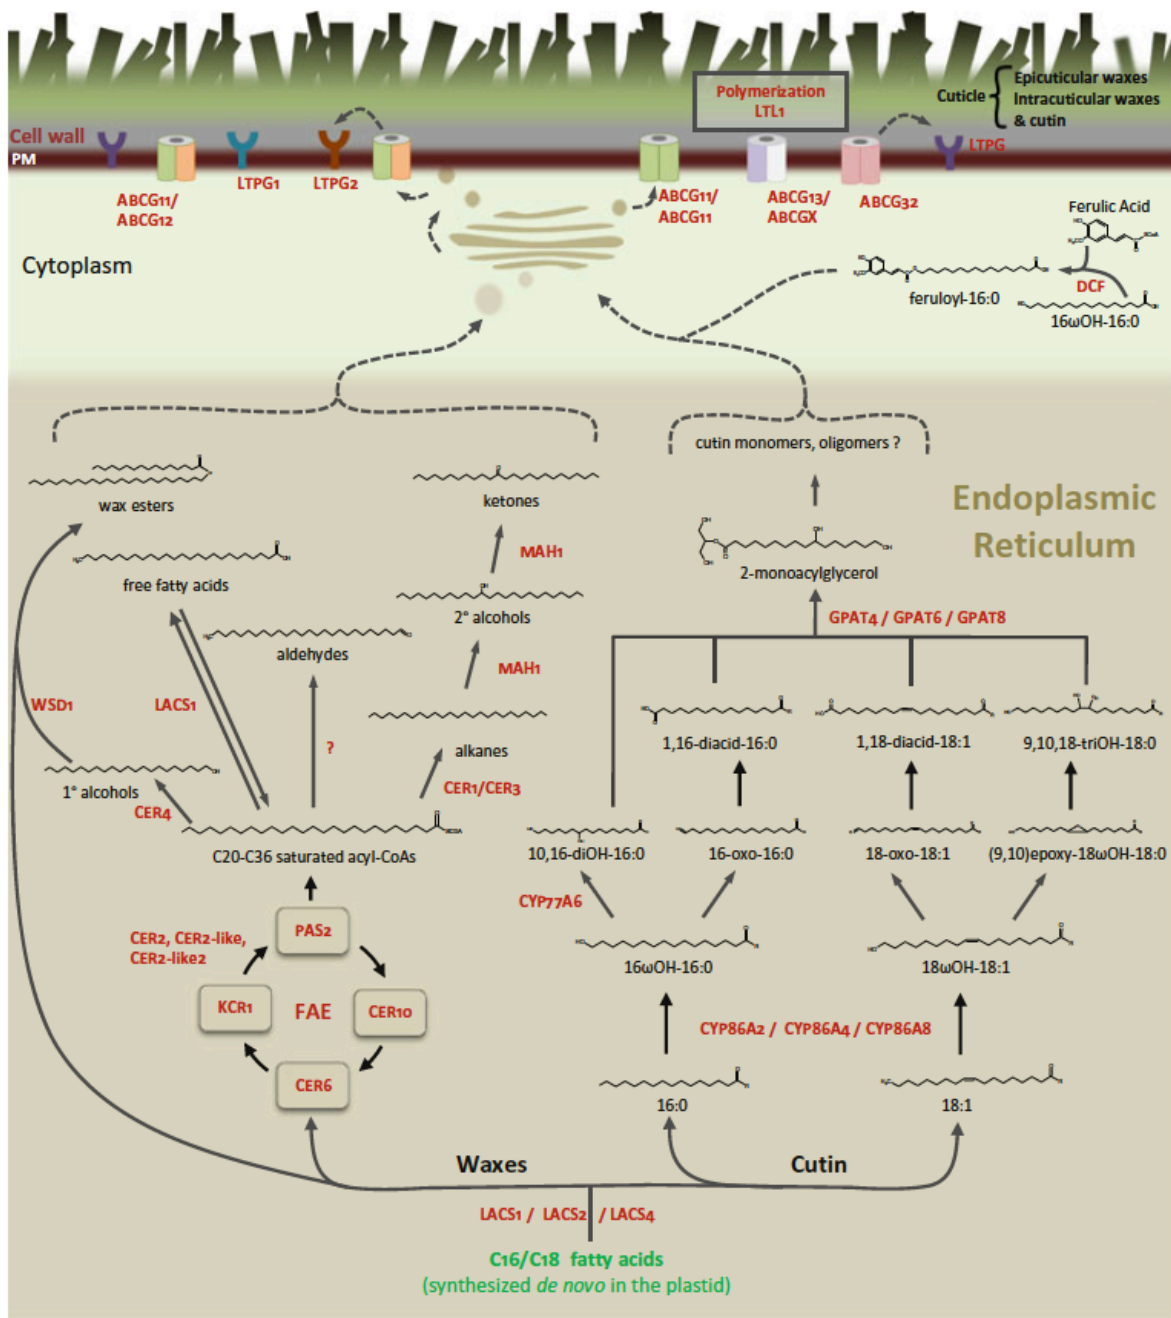 Polymerization
LTL1
Cuticle
Epicuticular waxes
Intracuticular waxes
& cutin
Cell wall
PM
ABCG11/
ABCG12
LTPG1
LTPG2
ABCG11/
ABCG11
ABCG13/
ABCGX
ABCG32
LTPG
Cytoplasm
Ferulic Acid
feruloyl-16:0
DCF
16ωOH-16:0
cutin monomers, oligomers ?
wax esters
ketones
Endoplasmic
Reticulum
MAH1
free fatty acids
2-monoacylglycerol
2° alcohols
GPAT4 / GPAT6 / GPAT8
aldehydes
MAH1
WSD1
LACS1
?
alkanes
1,16-diacid-16:0
1,18-diacid-18:1
9,10,18-triOH-18:0
1° alcohols
CER4
CER1/CER3
C20-C36 saturated acyl-CoAs
10,16-diOH-16:0
16-oxo-16:0
18-oxo-18:1
(9,10)epoxy-18ωOH-18:0
CYP77A6
CER2, CER2-like,
CER2-like2
PAS2
16ωOH-16:0
18ωOH-18:1
KCR1
FAE
CER10
CYP86A2 / CYP86A4 / CYP86A8
CER6
16:0
18:1
Waxes
Cutin
LACS1 / LACS2 / LACS4
C16/C18 fatty acids
(synthesized de novo in the plastid)